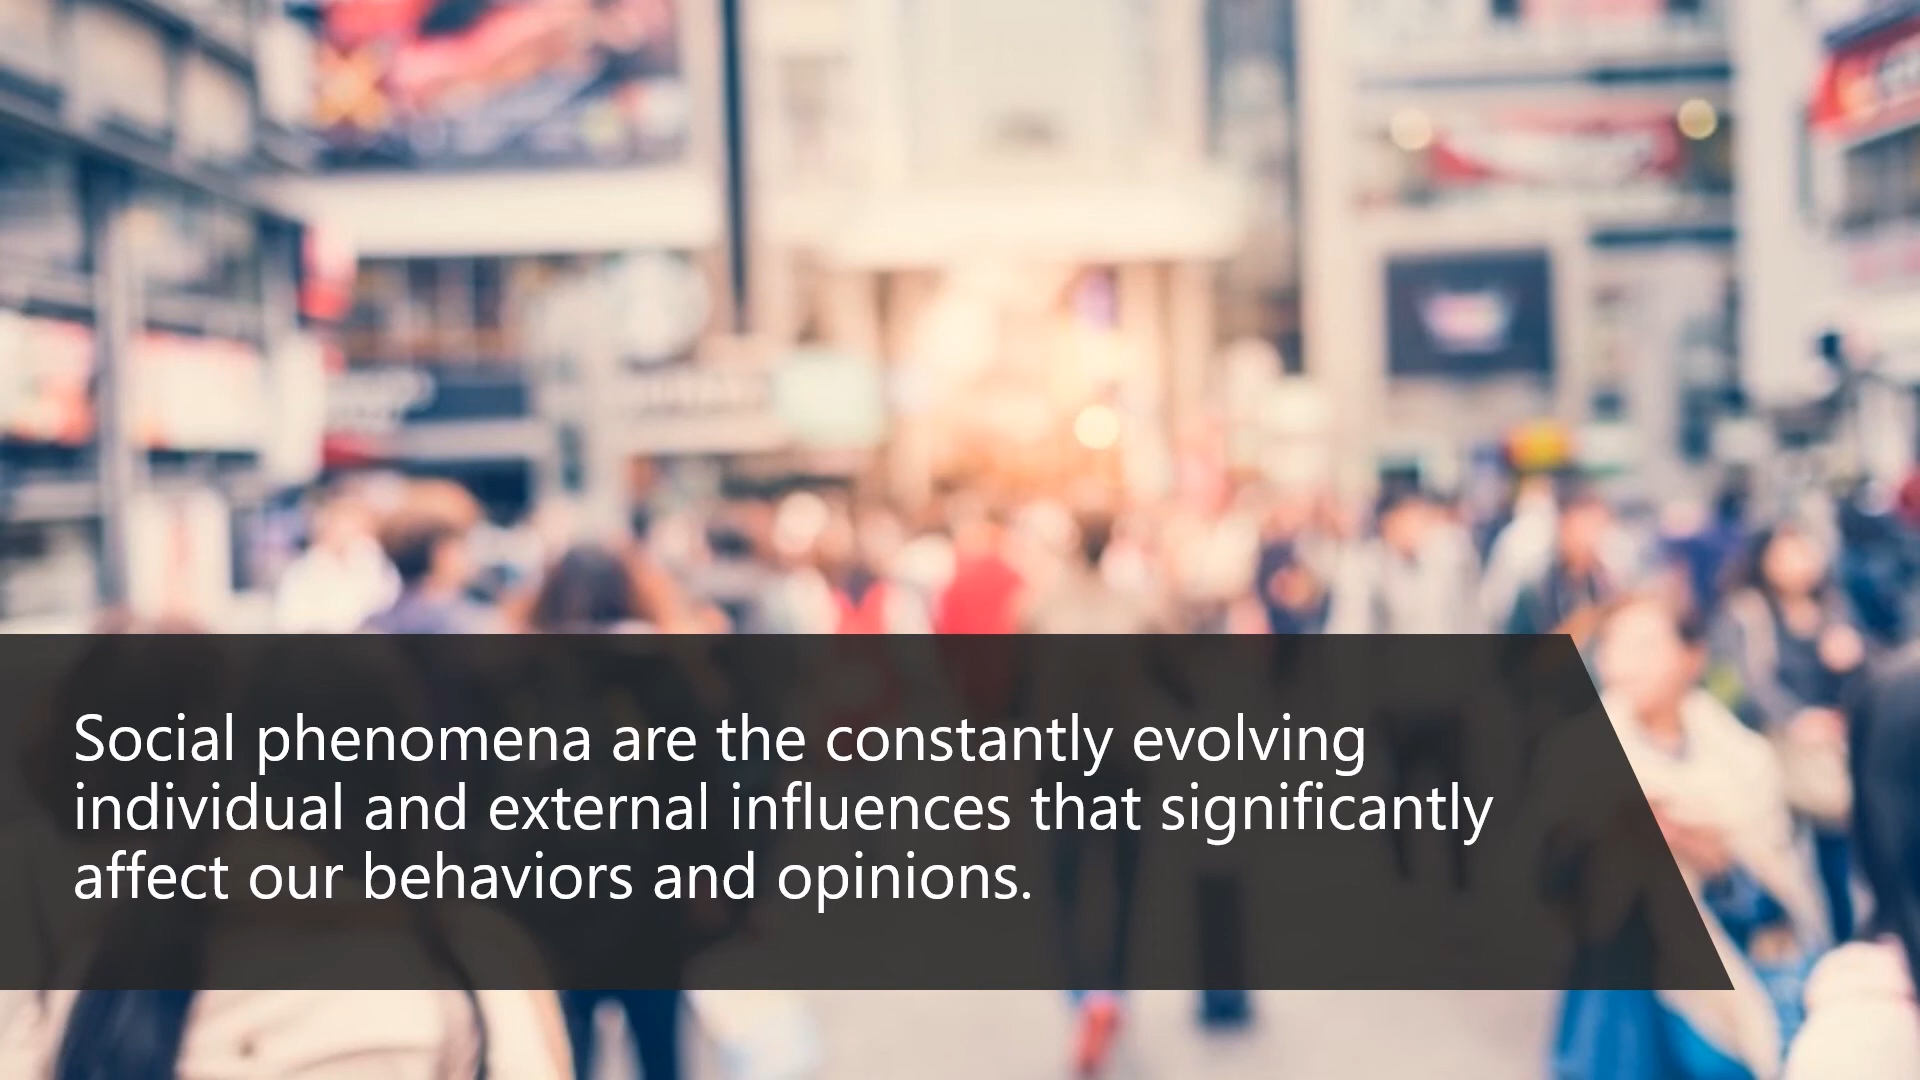 Social phenomena are the constantly evolving
individual and external influences that significantly
affect our behaviors and opinions.